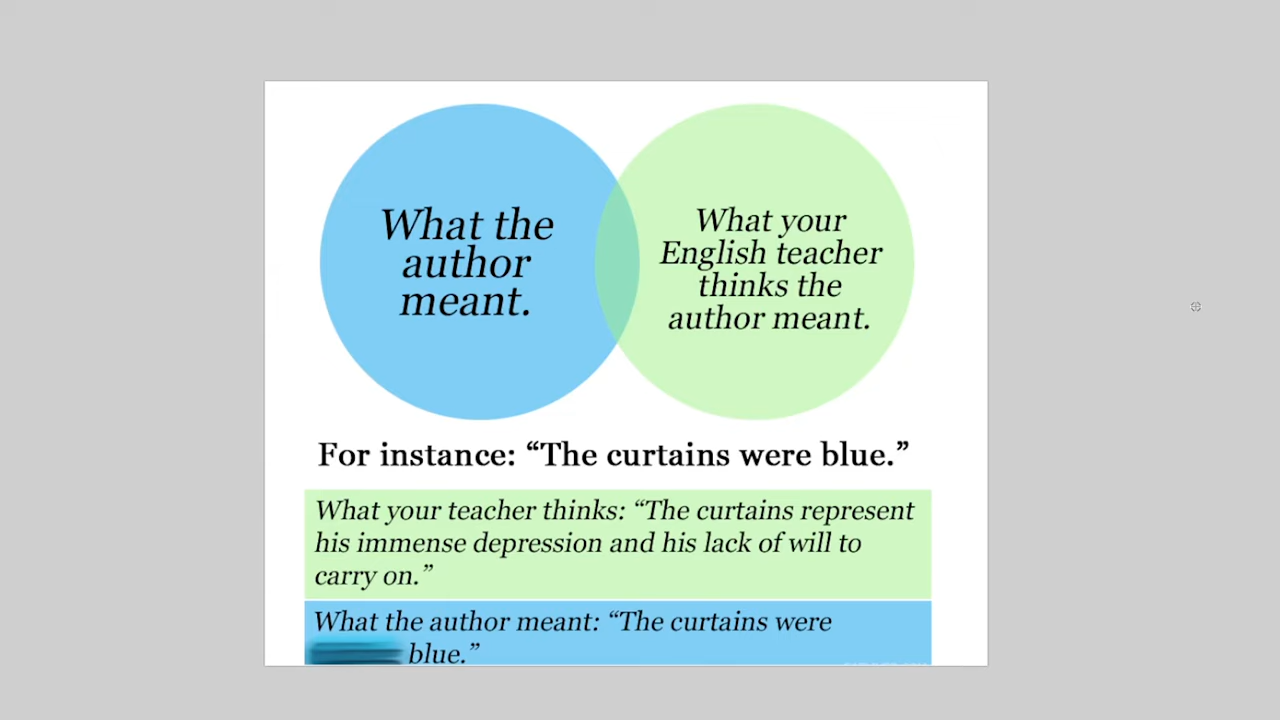 What the
author
meant.
What your
English teacher
thinks the
author meant.
For instance: “The curtains were blue.”
What your teacher thinks: “The curtains represent
his immense depression and his lack of will to
carry on.”
What the author meant: “The curtains were
blue.”